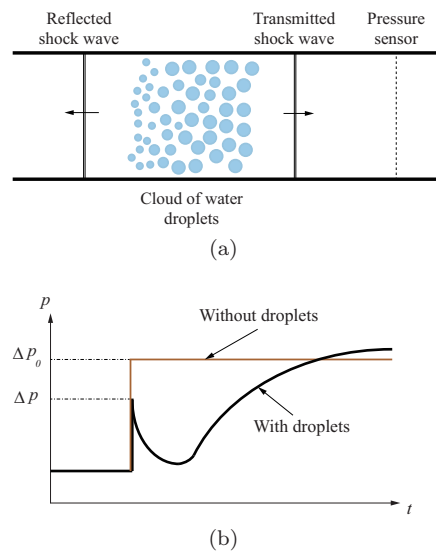 Reflected
shock wave
Transmitted
shock wave
Pressure
sensor
Cloud of water
droplets
(a)
p
Without droplets
Δp₀
Δp
With droplets
t
(b)